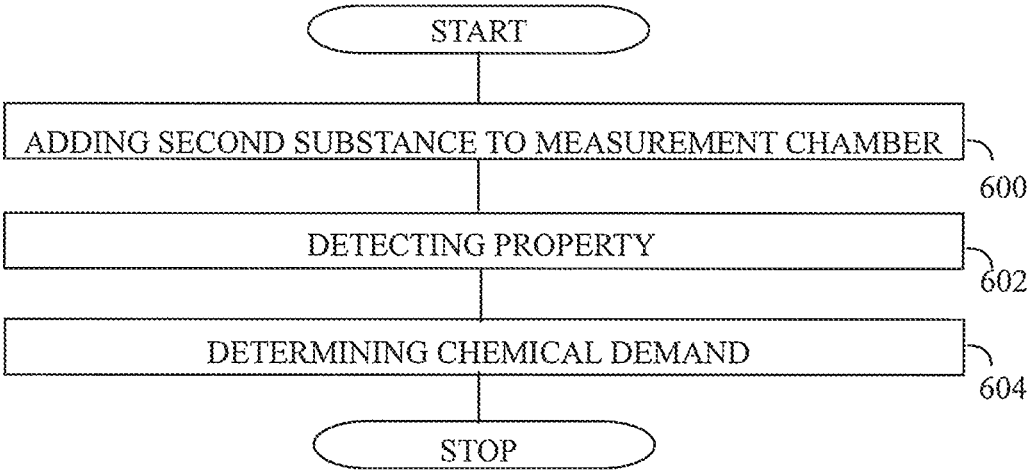 START
ADDING SECOND SUBSTANCE TO MEASUREMENT CHAMBER
600
DETECTING PROPERTY
602
DETERMINING CHEMICAL DEMAND
604
STOP